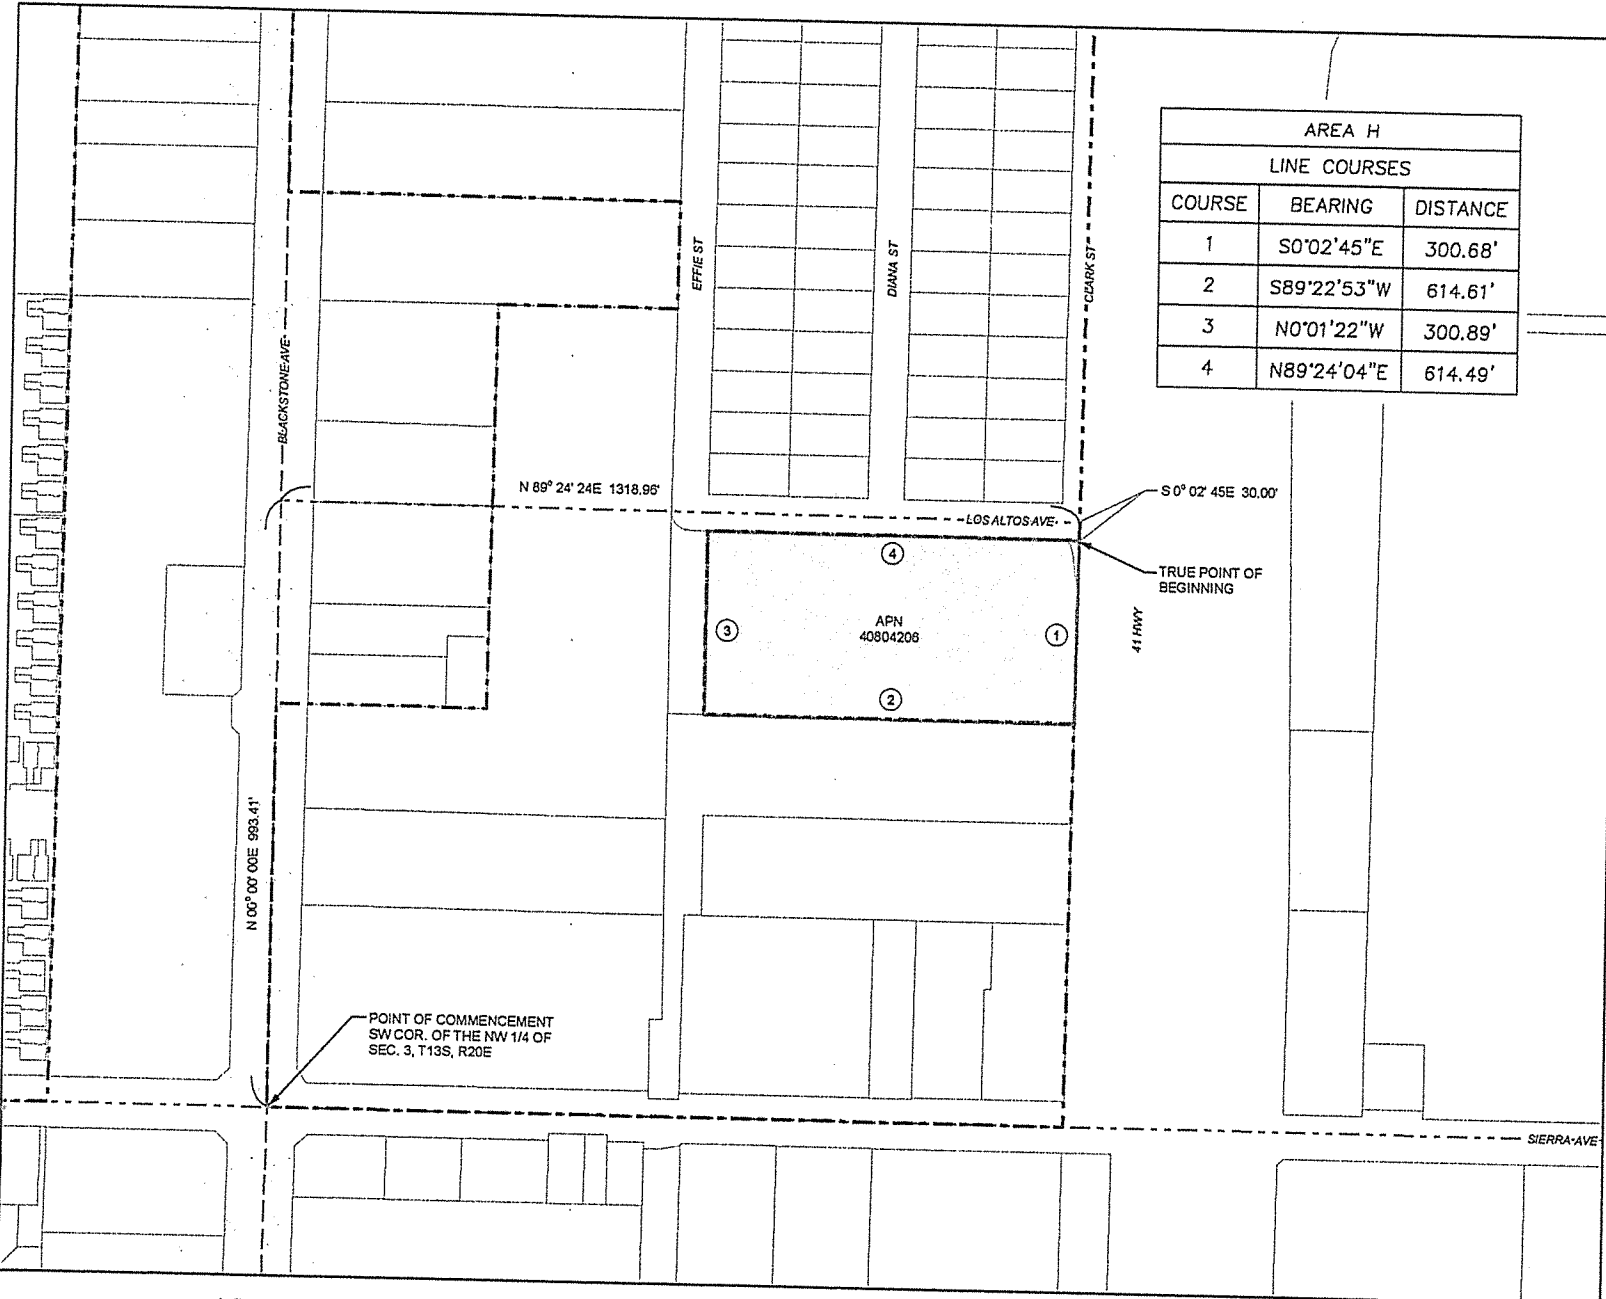 AREA H
LINE COURSES
COURSE BEARING DISTANCE
1 S0°02'45"E 300.68'
2 S89°22'53"W 614.61'
3 N0°01'22"W 300.89'
4 N89°24'04"E 614.49'
EFFIE ST
DIANA ST
CLARK ST
BLACKSTONE AVE
N 89° 24' 24E 1318.96'
LOS ALTOS AVE
S 0° 02' 45E 30.00'
TRUE POINT OF
BEGINNING
4
APN
40804206
3
1
2
41 HWY
N 00° 00' 00E 993.41'
POINT OF COMMENCEMENT
SW COR. OF THE NW 1/4 OF
SEC. 3, T13S, R20E
SIERRA AVE